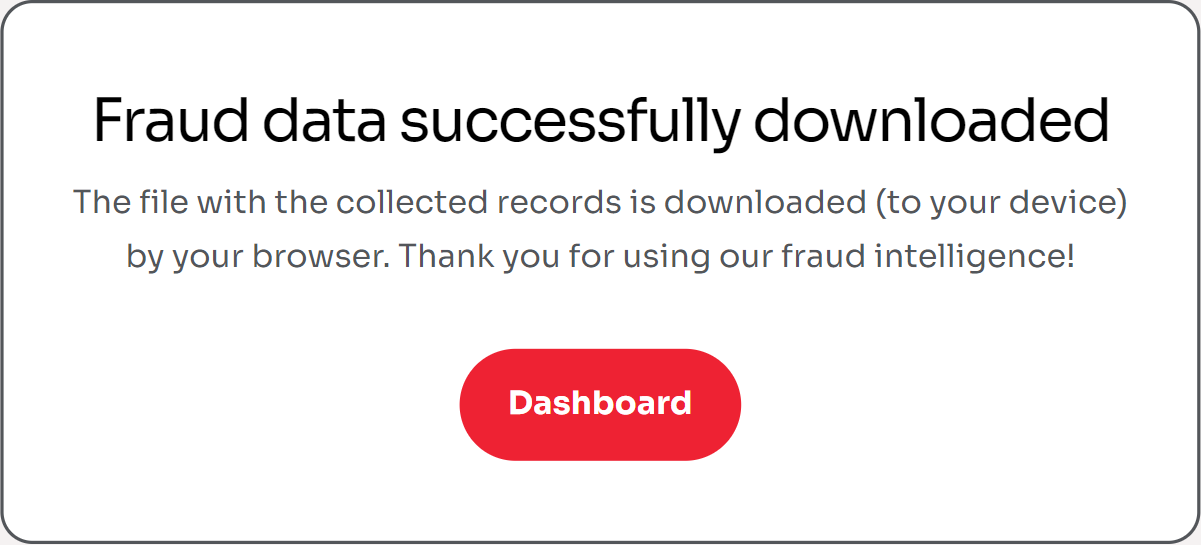 Fraud data successfully downloaded
The file with the collected records is downloaded (to your device)
by your browser. Thank you for using our fraud intelligence!
Dashboard